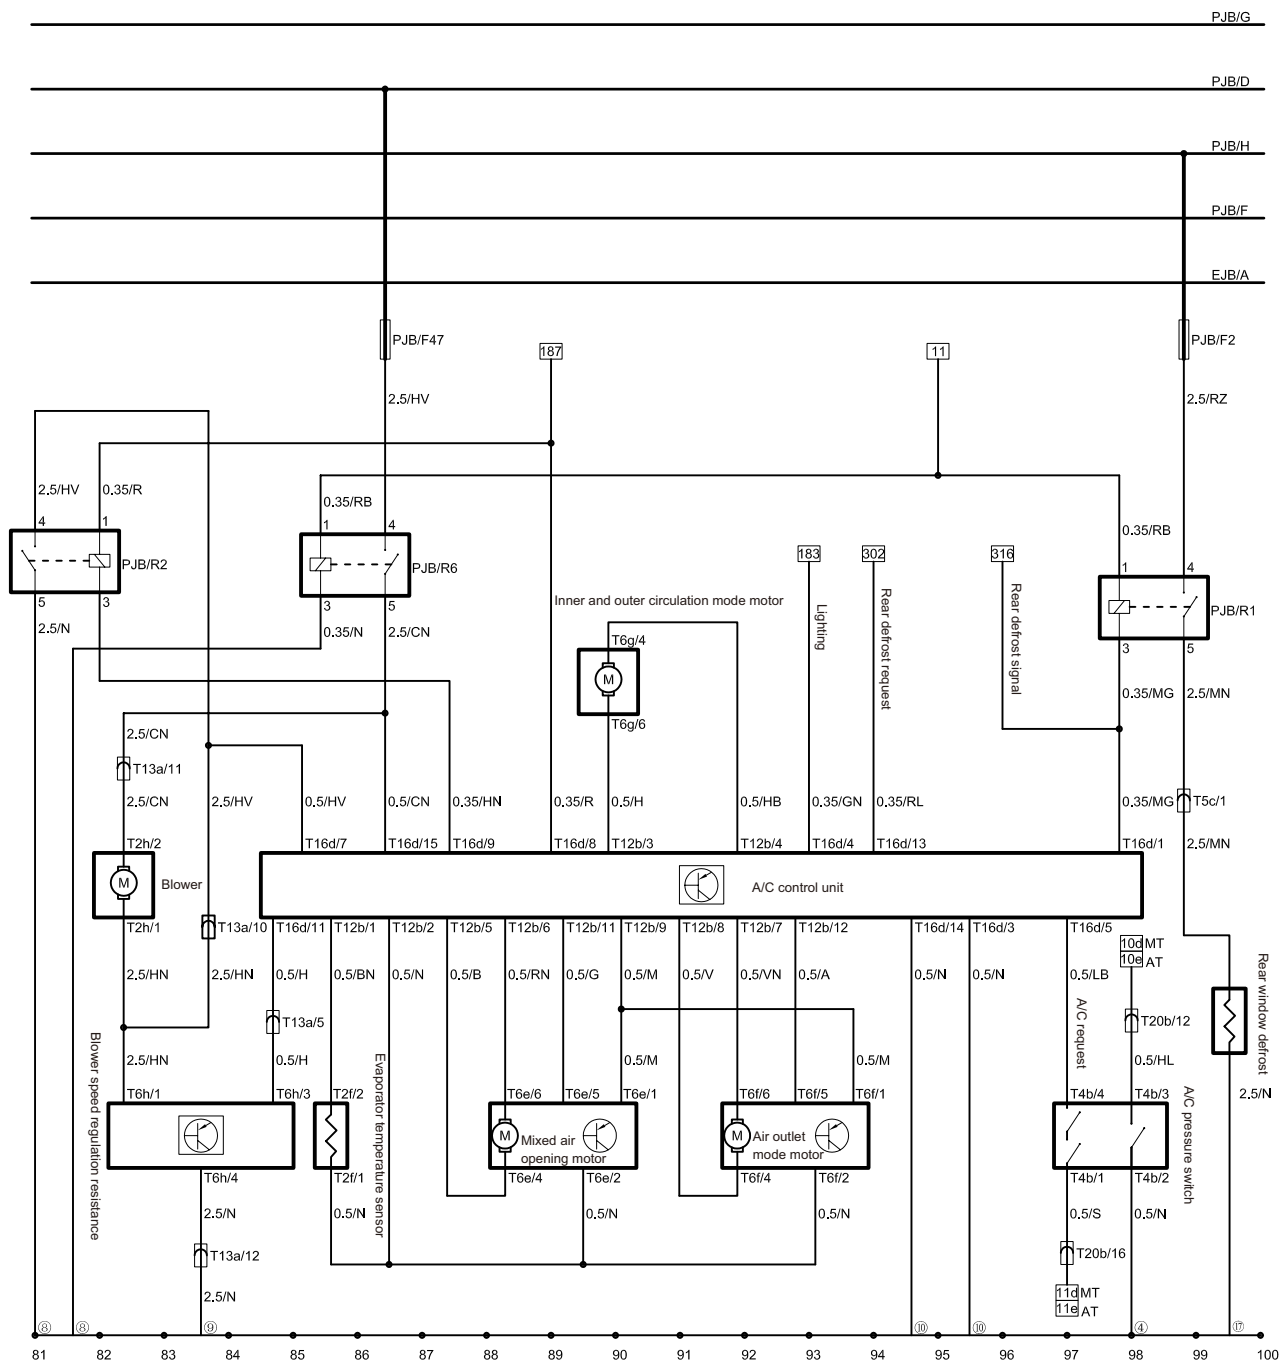 PJB/G
PJB/D
PJB/H
PJB/F
EJB/A
PJB/F47
PJB/F2
187
11
2.5/HV
2.5/RZ
2.5/HV
0.35/R
0.35/RB
0.35/RB
4
1
1
4
1
4
183
302
316
PJB/R2
PJB/R6
PJB/R1
5
3
3
5
3
5
2.5/N
0.35/N
2.5/CN
Inner and outer circulation mode motor
Lighting
Rear defrost request
Rear defrost signal
T6g/4
M
T6g/6
0.35/MG
2.5/MN
2.5/CN
T13a/11
2.5/CN
2.5/HV
0.5/HV
0.5/CN
0.35/HN
0.35/R
0.5/H
0.5/HB
0.35/GN
0.35/RL
0.35/MG
T5c/1
T2h/2
T16d/7
T16d/15
T16d/9
T16d/8
T12b/3
T12b/4
T16d/4
T16d/13
T16d/1
2.5/MN
M
Blower
A/C control unit
T2h/1
T13a/10
T16d/11
T12b/1
T12b/2
T12b/5
T12b/6
T12b/11
T12b/9
T12b/8
T12b/7
T12b/12
T16d/14
T16d/3
T16d/5
10d MT
10e AT
2.5/HN
2.5/HN
0.5/H
0.5/BN
0.5/N
0.5/B
0.5/RN
0.5/G
0.5/M
0.5/V
0.5/VN
0.5/A
0.5/N
0.5/N
0.5/LB
Rear window defrost
T13a/5
A/C request
T20b/12
Blower speed regulation resistance
2.5/HN
0.5/H
Evaporator temperature sensor
0.5/M
0.5/M
0.5/HL
T6h/1
T6h/3
T2f/2
T6e/6
T6e/5
T6e/1
T6f/6
T6f/5
T6f/1
T4b/4
T4b/3
A/C pressure switch
2.5/N
M
Mixed air
opening motor
M
Air outlet
mode motor
T6h/4
T2f/1
T6e/4
T6e/2
T6f/4
T6f/2
T4b/1
T4b/2
2.5/N
0.5/N
0.5/N
0.5/N
0.5/S
0.5/N
T13a/12
T20b/16
2.5/N
11d MT
11e AT
⑧
⑧
⑨
⑩
⑩
④
⑰
81 82 83 84 85 86 87 88 89 90 91 92 93 94 95 96 97 98 99 100